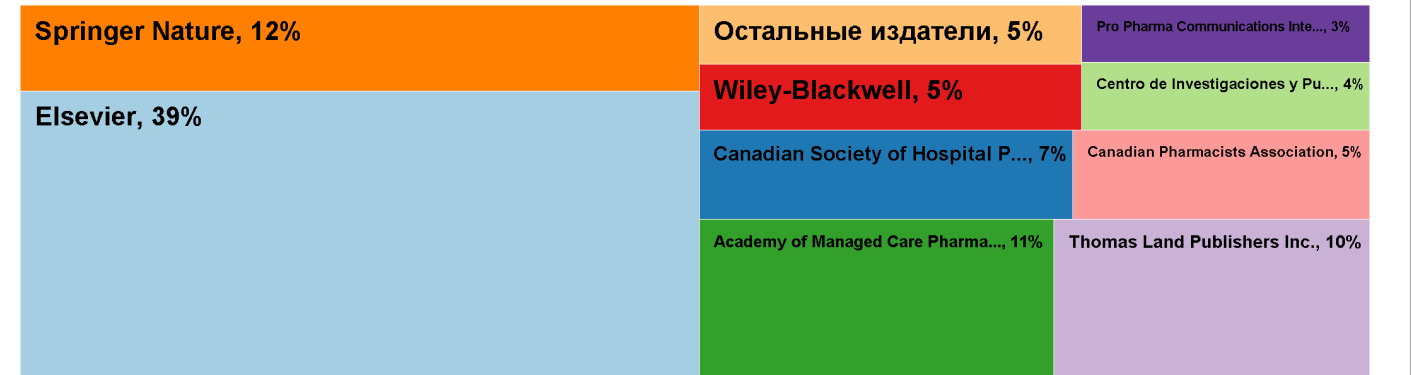 Springer Nature, 12%
Elsevier, 39%
Остальные издатели, 5%
Pro Pharma Communications Inte..., 3%
Wiley-Blackwell, 5%
Centro de Investigaciones y Pu..., 4%
Canadian Society of Hospital P..., 7%
Canadian Pharmacists Association, 5%
Academy of Managed Care Pharma..., 11%
Thomas Land Publishers Inc., 10%